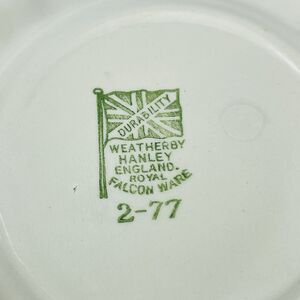 DURABILITY
WEATHERBY
HANLEY
ENGLAND.
ROYAL
FALCON WARE
2-77